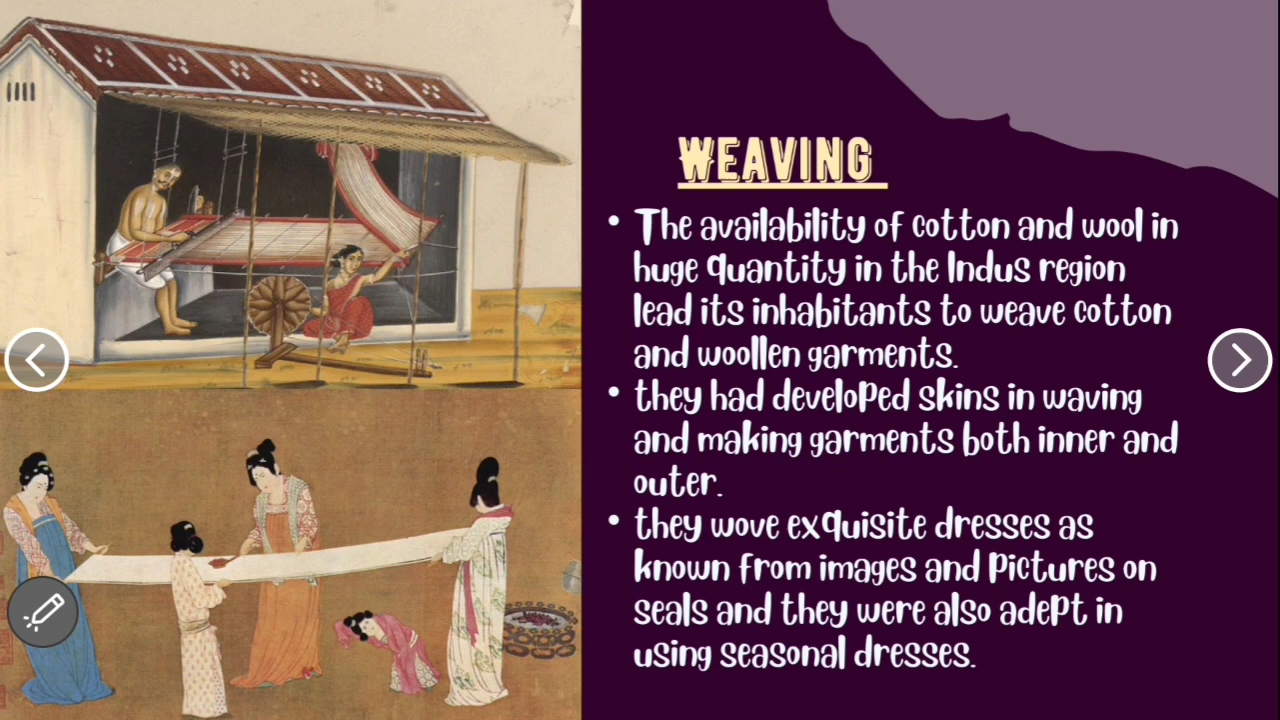 WEAVING
• The availability of cotton and wool in
huge quantity in the Indus region
lead its inhabitants to weave cotton
and woollen garments.
• they had developed skins in waving
and making garments both inner and
outer.
• they wove exquisite dresses as
known from images and pictures on
seals and they were also adept in
using seasonal dresses.